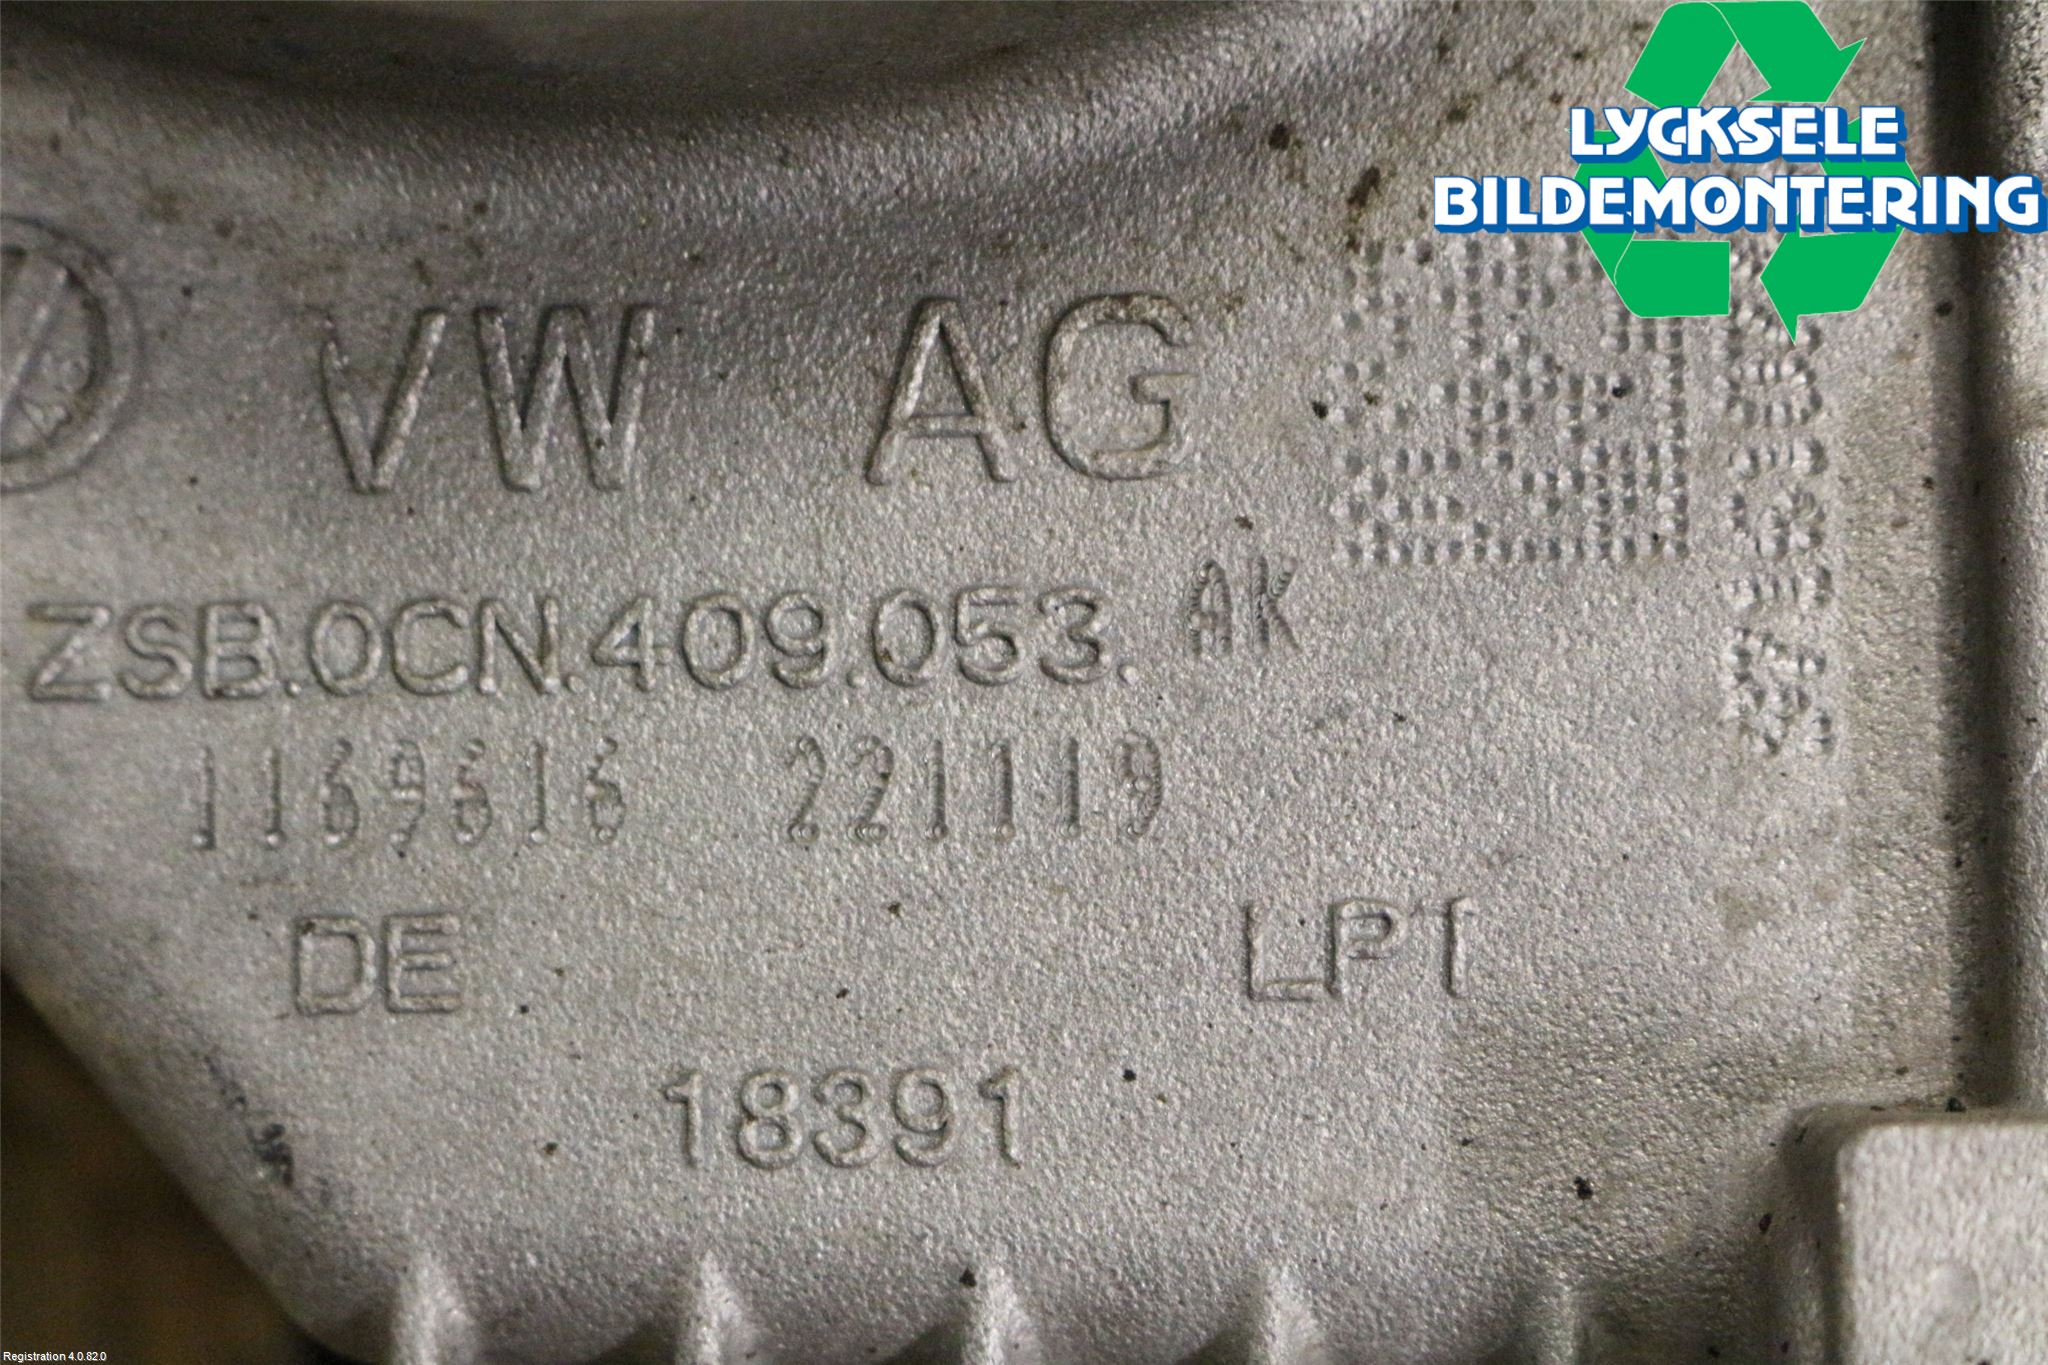 LYCKSELE
BILDEMONTERING
VW AG
ZSB.0CN.409.053. AK
1169616 221119
DE LPT
18391
Registration 4.0.82.0